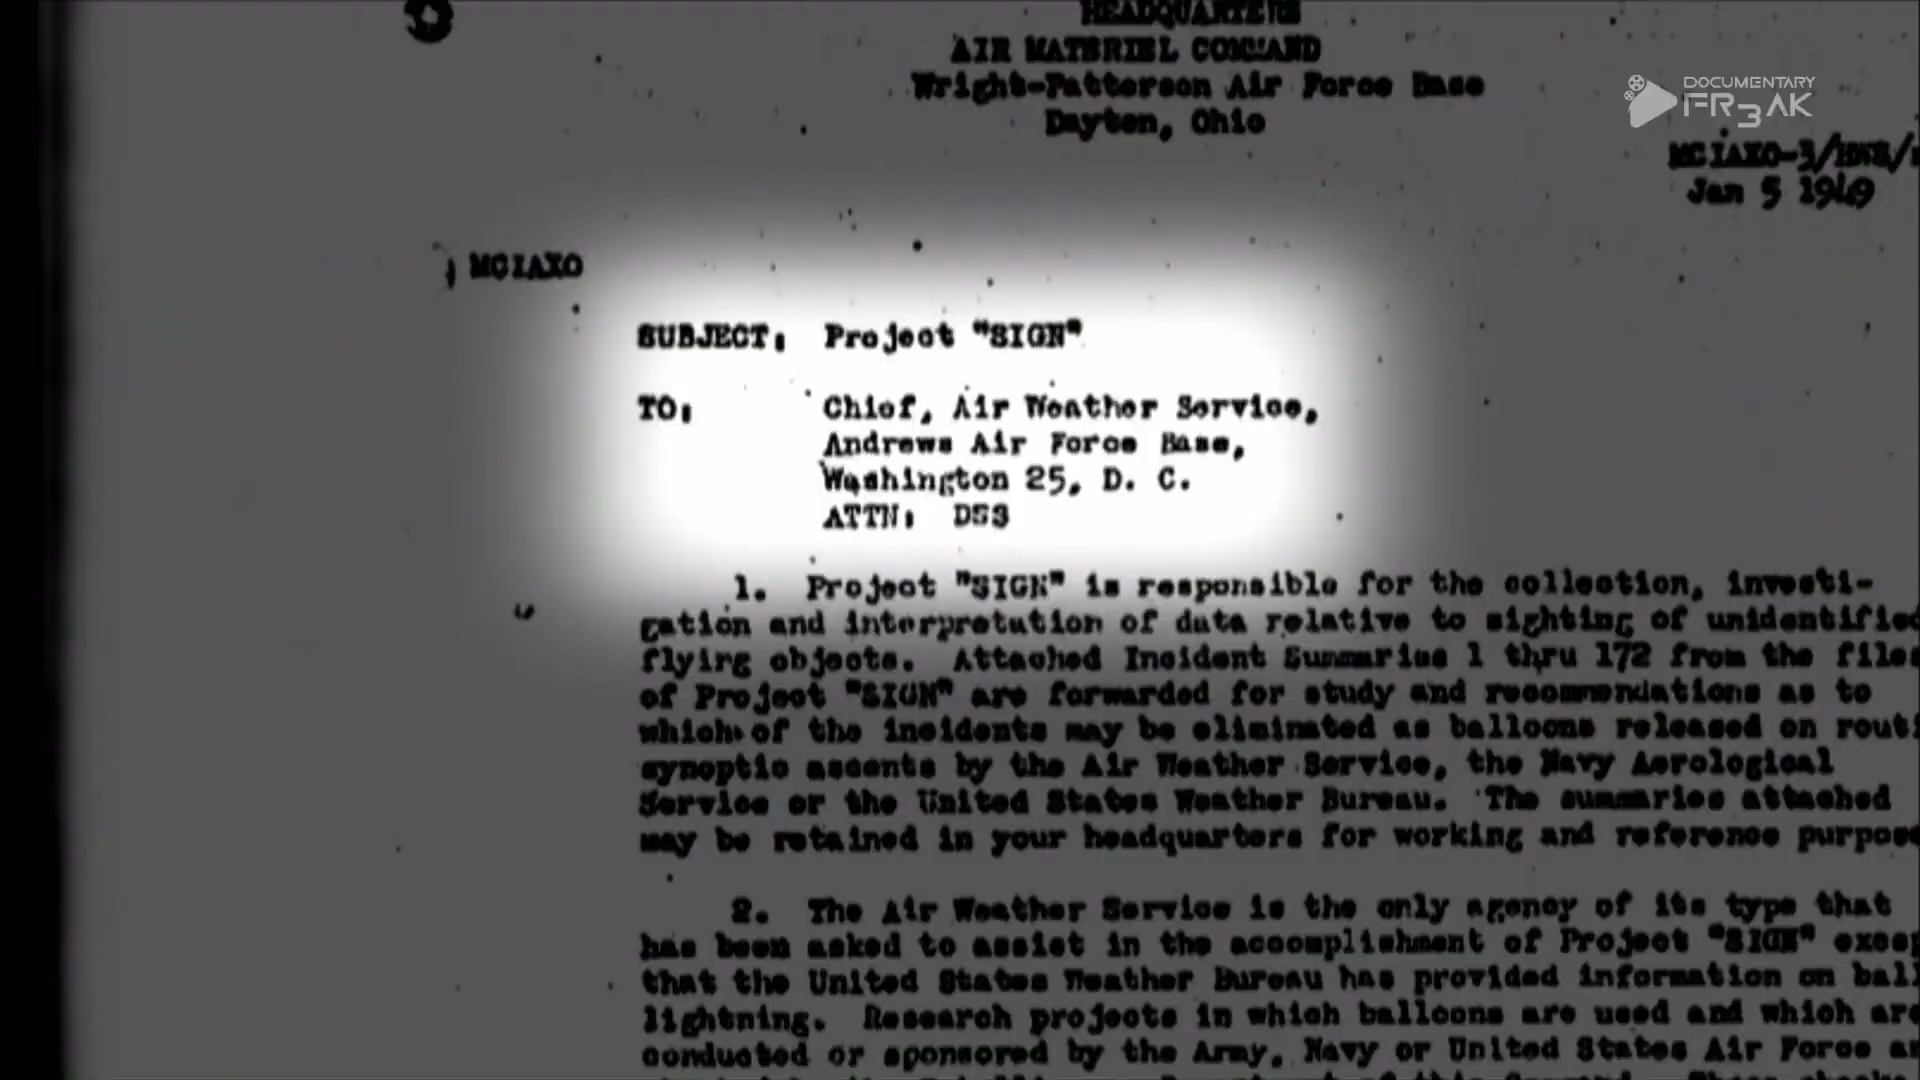 HEADQUARTERS
AIR MATERIEL COMMAND
Wright-Patterson Air Force Base
Dayton, Ohio
DOCUMENTARY
FR3AK
MCIAXO-3/HWS/
Jan 5 1949
MCIAXO
SUBJECT: Project "SIGN"
TO: Chief, Air Weather Service,
Andrews Air Force Base,
Washington 25, D. C.
ATTN: DSS
1. Project "SIGN" is responsible for the collection, investi-
gation and interpretation of data relative to sighting of unidentified
flying objects. Attached Incident Summaries 1 thru 172 from the files
of Project "SIGN" are forwarded for study and recommendations as to
which of the incidents may be eliminated as balloons released on routi
synoptic ascents by the Air Weather Service, the Navy Aerological
Service or the United States Weather Bureau. The summaries attached
may be retained in your headquarters for working and reference purpose
2. The Air Weather Service is the only agency of its type that
has been asked to assist in the accomplishment of Project "SIGN" excep
that the United States Weather Bureau has provided information on ball
lightning. Research projects in which balloons are used and which are
conducted or sponsored by the Army, Navy or United States Air Force a